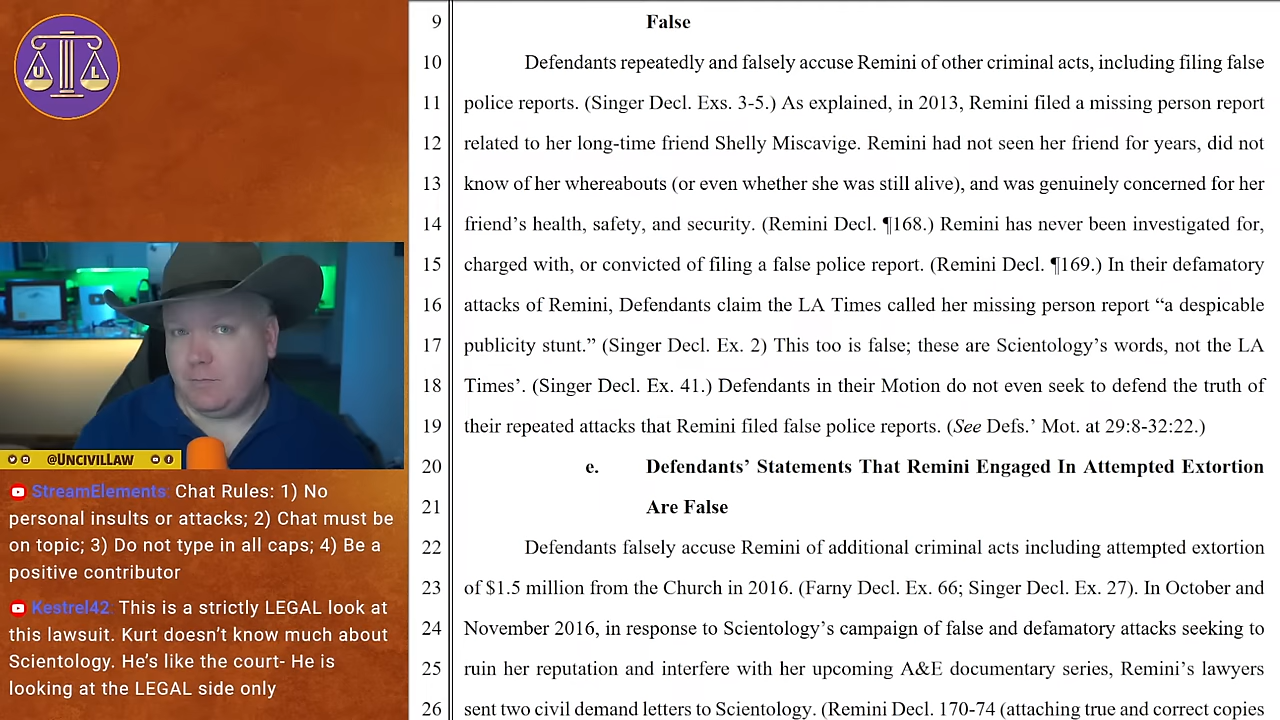 U L
@UNCIVILLAW
StreamElements Chat Rules: 1) No
personal insults or attacks; 2) Chat must be
on topic; 3) Do not type in all caps; 4) Be a
positive contributor
Kestrel42 This is a strictly LEGAL look at
this lawsuit. Kurt doesn't know much about
Scientology. He's like the court- He is
looking at the LEGAL side only
9 False
10 Defendants repeatedly and falsely accuse Remini of other criminal acts, including filing false
11 police reports. (Singer Decl. Exs. 3-5.) As explained, in 2013, Remini filed a missing person report
12 related to her long-time friend Shelly Miscavige. Remini had not seen her friend for years, did not
13 know of her whereabouts (or even whether she was still alive), and was genuinely concerned for her
14 friend's health, safety, and security. (Remini Decl. ¶168.) Remini has never been investigated for,
15 charged with, or convicted of filing a false police report. (Remini Decl. ¶169.) In their defamatory
16 attacks of Remini, Defendants claim the LA Times called her missing person report “a despicable
17 publicity stunt.” (Singer Decl. Ex. 2) This too is false; these are Scientology's words, not the LA
18 Times'. (Singer Decl. Ex. 41.) Defendants in their Motion do not even seek to defend the truth of
19 their repeated attacks that Remini filed false police reports. (See Defs.' Mot. at 29:8-32:22.)
20 e. Defendants' Statements That Remini Engaged In Attempted Extortion
21 Are False
22 Defendants falsely accuse Remini of additional criminal acts including attempted extortion
23 of $1.5 million from the Church in 2016. (Farny Decl. Ex. 66; Singer Decl. Ex. 27). In October and
24 November 2016, in response to Scientology's campaign of false and defamatory attacks seeking to
25 ruin her reputation and interfere with her upcoming A&E documentary series, Remini's lawyers
26 sent two civil demand letters to Scientology. (Remini Decl. 170-74 (attaching true and correct copies